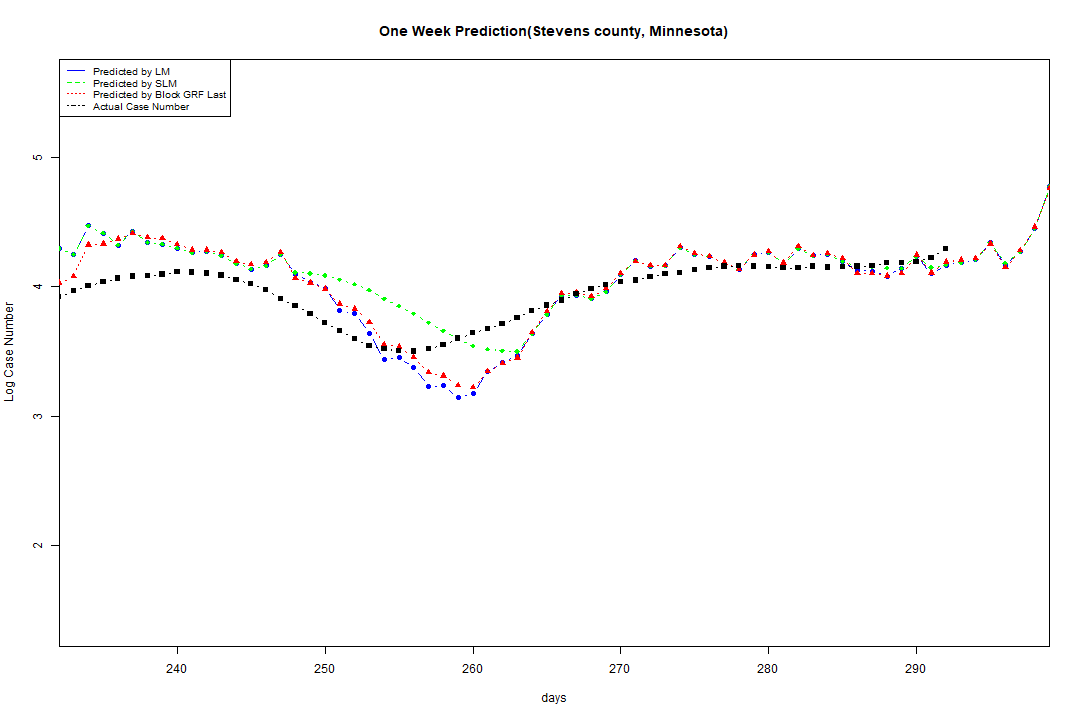 One Week Prediction(Stevens county, Minnesota)
Predicted by LM
Predicted by SLM
Predicted by Block GRF Last
Actual Case Number
5
4
3
2
Log Case Number
240 250 260 270 280 290
days